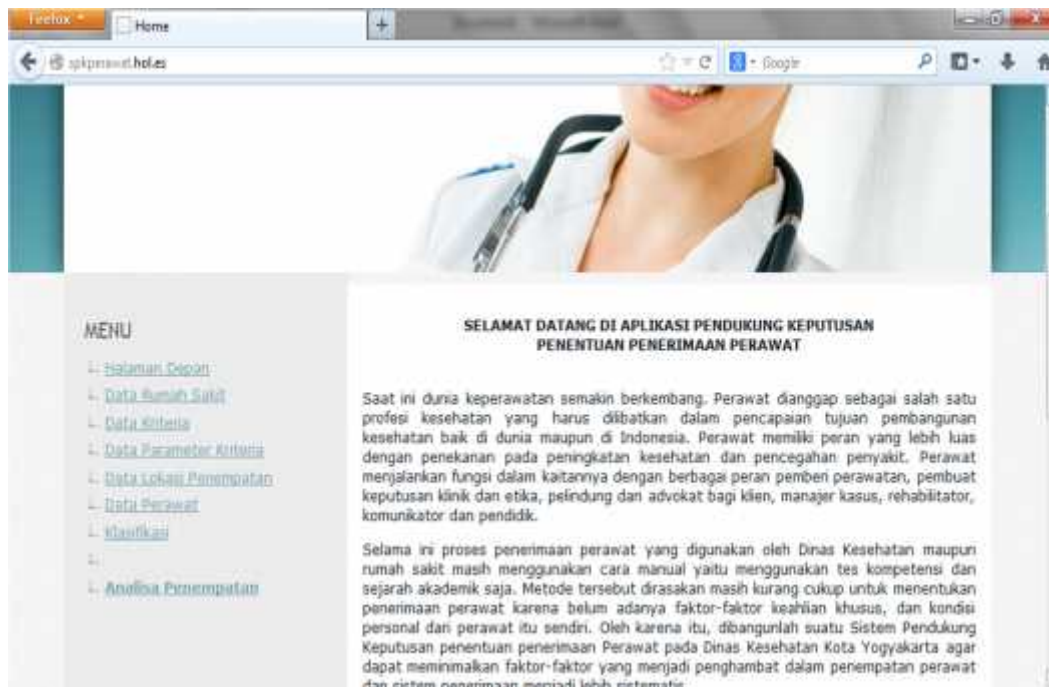 Firefox
Home
spkperawat.hol.es
Google
MENU
Halaman Depan
Data Rumah Sakit
Data Kriteria
Data Parameter Kriteria
Data Lokasi Penempatan
Data Perawat
Klasifikasi
Analisa Penempatan
SELAMAT DATANG DI APLIKASI PENDUKUNG KEPUTUSAN
PENENTUAN PENERIMAAN PERAWAT
Saat ini dunia keperawatan semakin berkembang. Perawat dianggap sebagai salah satu
profesi kesehatan yang harus dilibatkan dalam pencapaian tujuan pembangunan
kesehatan baik di dunia maupun di Indonesia. Perawat memiliki peran yang lebih luas
dengan penekanan pada peningkatan kesehatan dan pencegahan penyakit. Perawat
menjalankan fungsi dalam kaitannya dengan berbagai peran pemberi perawatan, pembuat
keputusan klinik dan etika, pelindung dan advokat bagi klien, manajer kasus, rehabilitator,
komunikator dan pendidik.
Selama ini proses penerimaan perawat yang digunakan oleh Dinas Kesehatan maupun
rumah sakit masih menggunakan cara manual yaitu menggunakan tes kompetensi dan
sejarah akademik saja. Metode tersebut dirasakan masih kurang cukup untuk menentukan
penerimaan perawat karena belum adanya faktor-faktor keahlian khusus, dan kondisi
personal dari perawat itu sendiri. Oleh karena itu, dibangunlah suatu Sistem Pendukung
Keputusan penentuan penerimaan Perawat pada Dinas Kesehatan Kota Yogyakarta agar
dapat meminimalkan faktor-faktor yang menjadi penghambat dalam penempatan perawat
dan sistem penerimaan menjadi lebih sistematis.